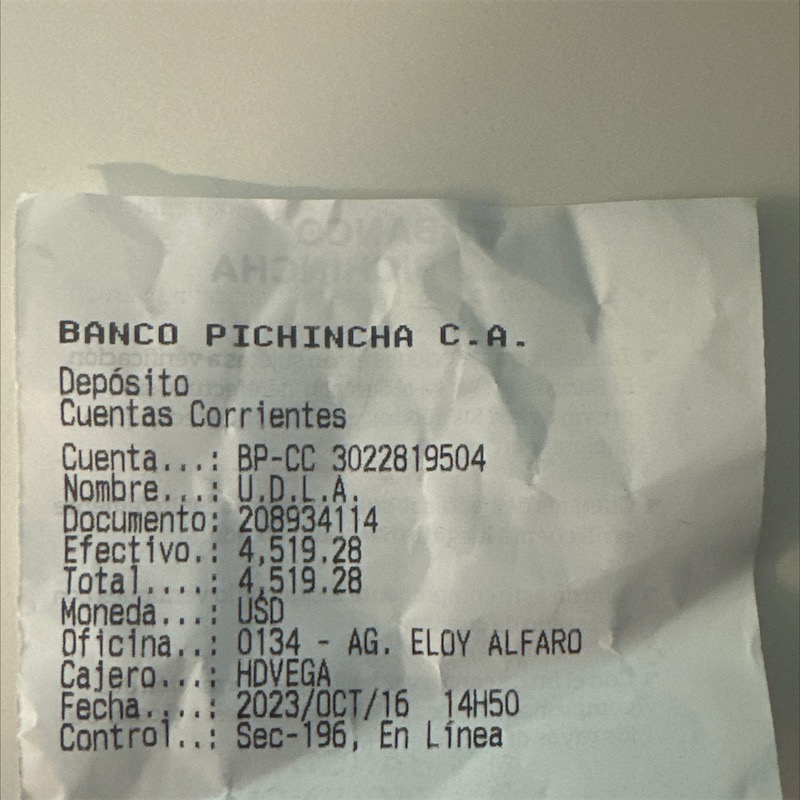 BANCO PICHINCHA C.A.
Depósito
Cuentas Corrientes
Cuenta...: BP-CC 3022819504
Nombre...: U.D.L.A.
Documento: 208934114
Efectivo.: 4,519.28
Total....: 4,519.28
Moneda...: USD
Oficina..: 0134 - AG. ELOY ALFARO
Cajero...: HDVEGA
Fecha....: 2023/OCT/16 14H50
Control..: Sec-196, En Línea